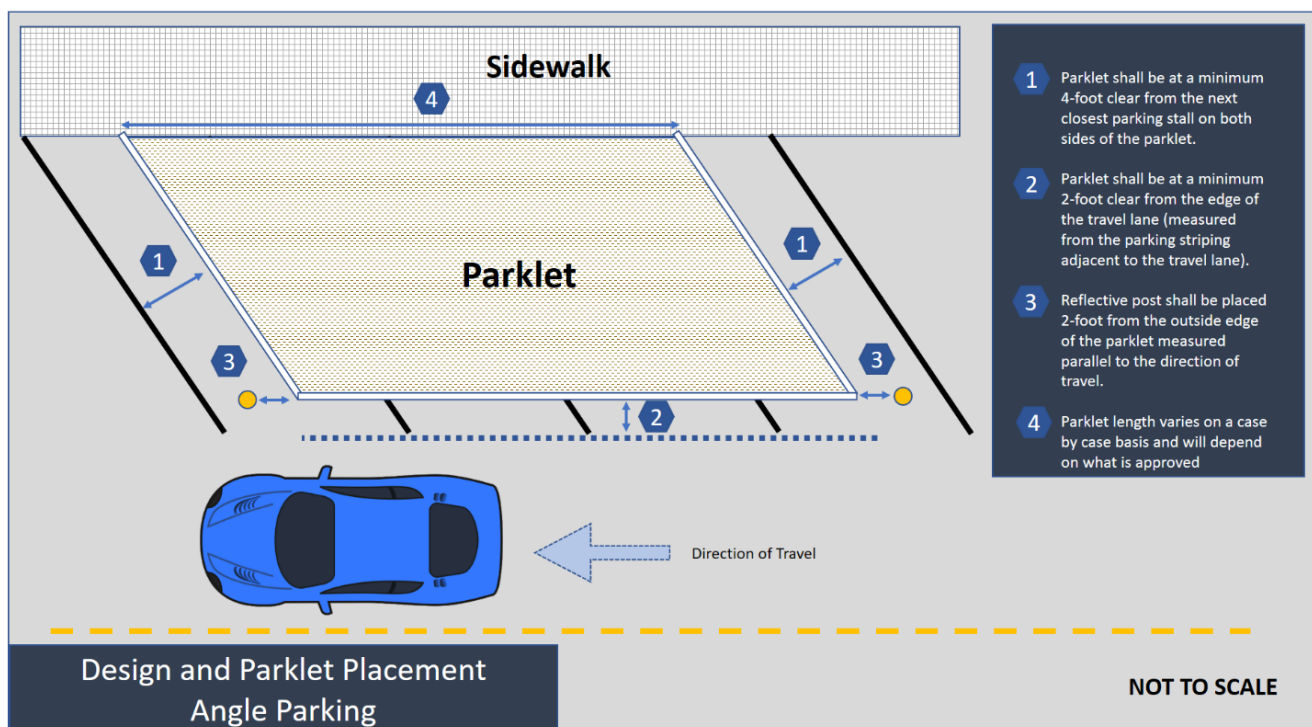 Sidewalk
4
1
1
Parklet
3
3
2
Direction of Travel
1
Parklet shall be at a minimum
4-foot clear from the next
closest parking stall on both
sides of the parklet.
2
Parklet shall be at a minimum
2-foot clear from the edge of
the travel lane (measured
from the parking striping
adjacent to the travel lane).
3
Reflective post shall be placed
2-foot from the outside edge
of the parklet measured
parallel to the direction of
travel.
4
Parklet length varies on a case
by case basis and will depend
on what is approved
Design and Parklet Placement
Angle Parking
NOT TO SCALE